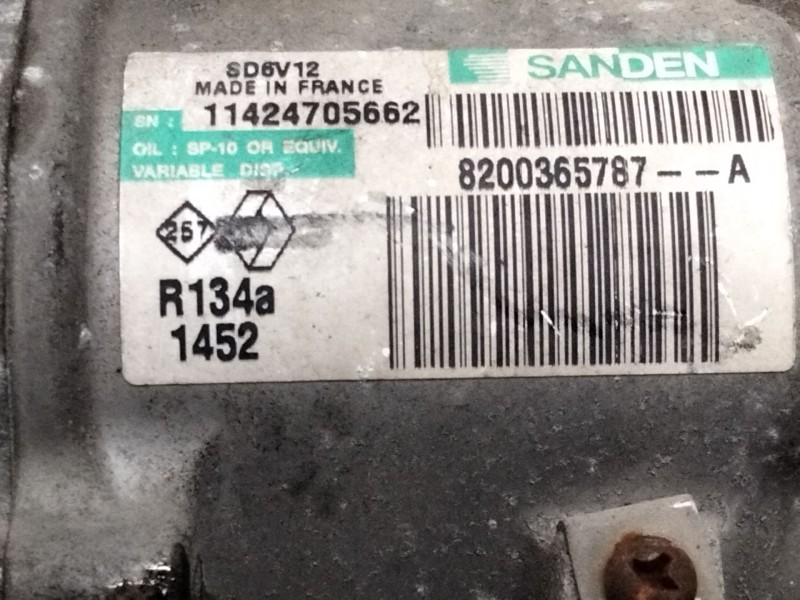 SD6V12
SANDEN
MADE IN FRANCE
SN : 11424705662
OIL : SP-10 OR EQUIV.
VARIABLE DISP
8200365787--A
257
R134a
1452